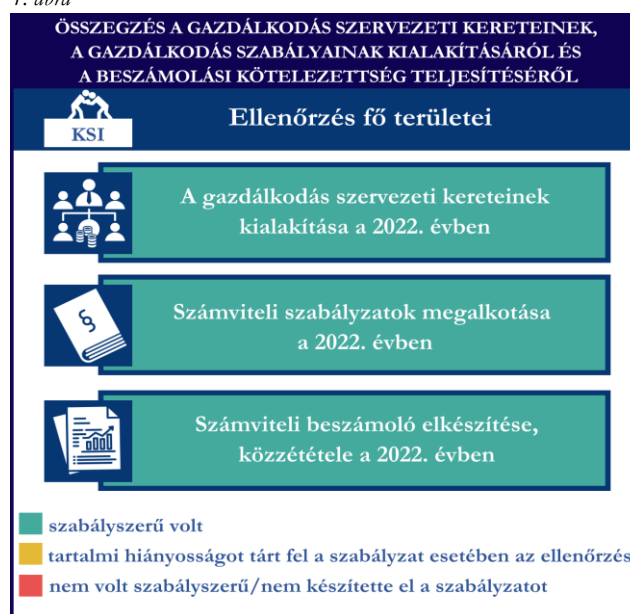 1. ábra
ÖSSZEGZÉS A GAZDÁLKODÁS SZERVEZETI KERETEINEK,
A GAZDÁLKODÁS SZABÁLYAINAK KIALAKÍTÁSÁRÓL ÉS
A BESZÁMOLÁSI KÖTELEZETTSÉG TELJESÍTÉSÉRŐL
KSI
Ellenőrzés fő területei
A gazdálkodás szervezeti kereteinek
kialakítása a 2022. évben
§
Számviteli szabályzatok megalkotása
a 2022. évben
Számviteli beszámoló elkészítése,
közzététele a 2022. évben
szabályszerű volt
tartalmi hiányosságot tárt fel a szabályzat esetében az ellenőrzés
nem volt szabályszerű/nem készítette el a szabályzatot